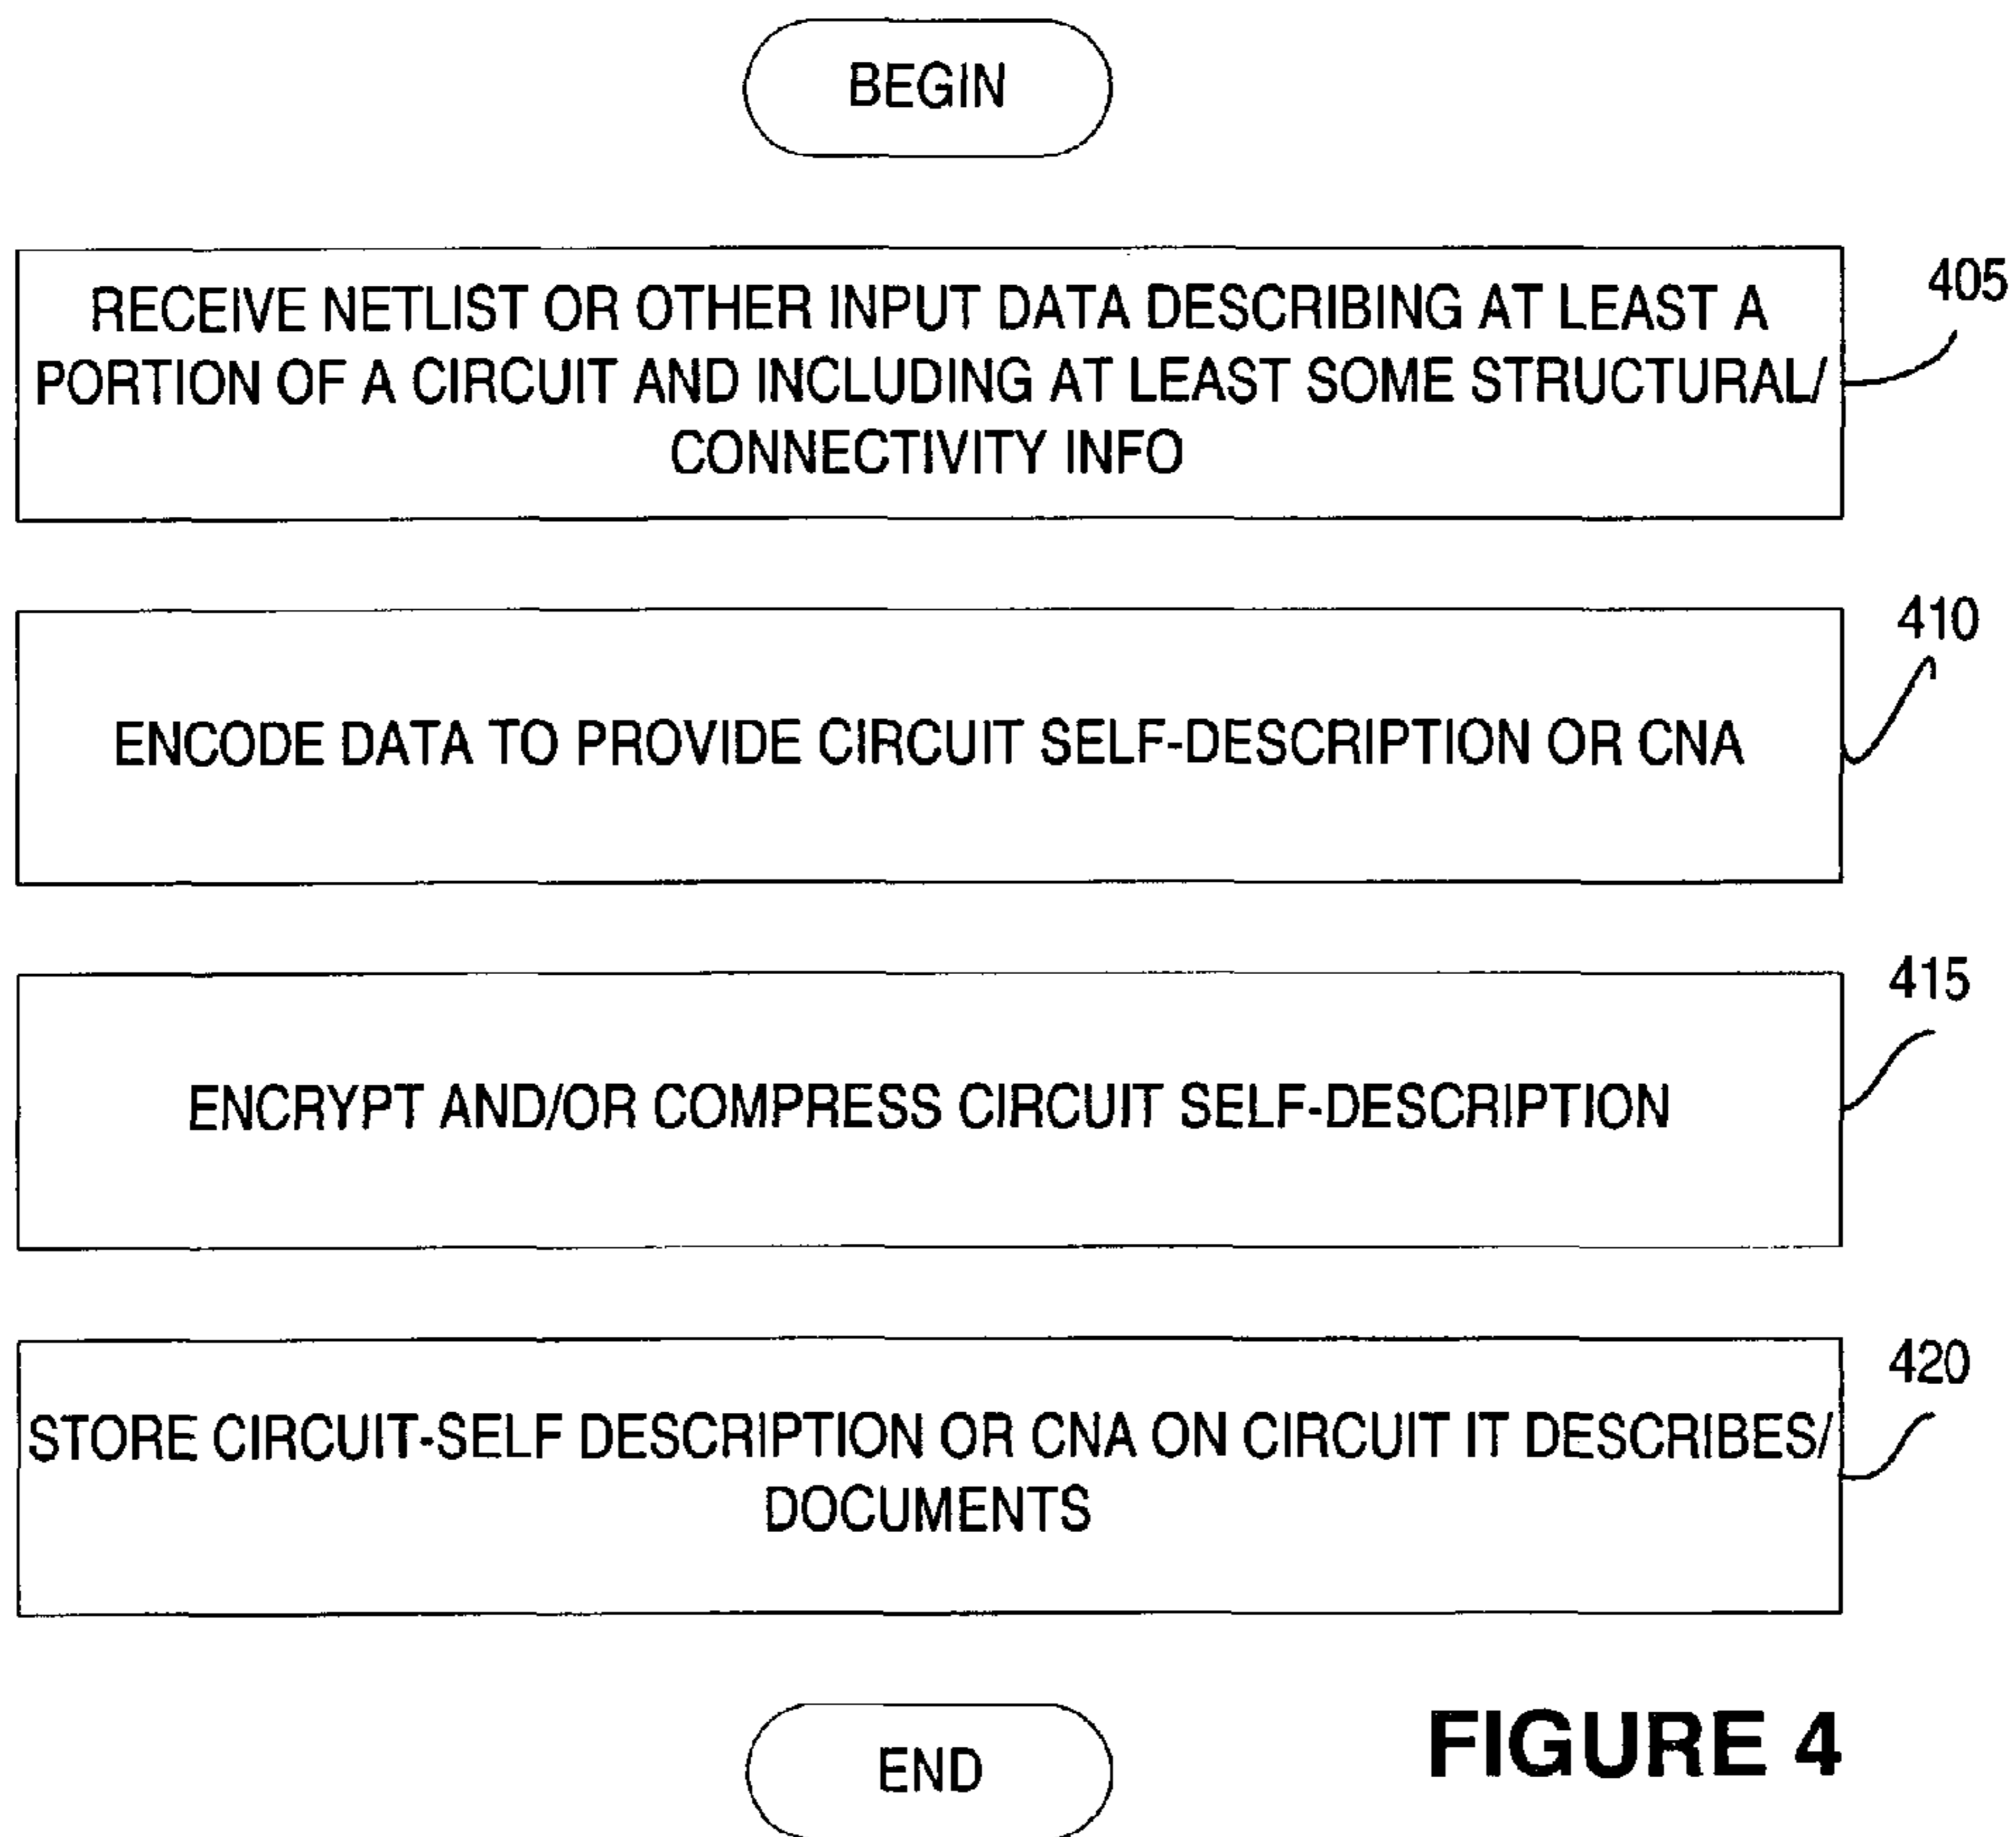 BEGIN
RECEIVE NETLIST OR OTHER INPUT DATA DESCRIBING AT LEAST A
PORTION OF A CIRCUIT AND INCLUDING AT LEAST SOME STRUCTURAL/
CONNECTIVITY INFO
405
ENCODE DATA TO PROVIDE CIRCUIT SELF-DESCRIPTION OR CNA
410
ENCRYPT AND/OR COMPRESS CIRCUIT SELF-DESCRIPTION
415
STORE CIRCUIT-SELF DESCRIPTION OR CNA ON CIRCUIT IT DESCRIBES/
DOCUMENTS
420
END
FIGURE 4